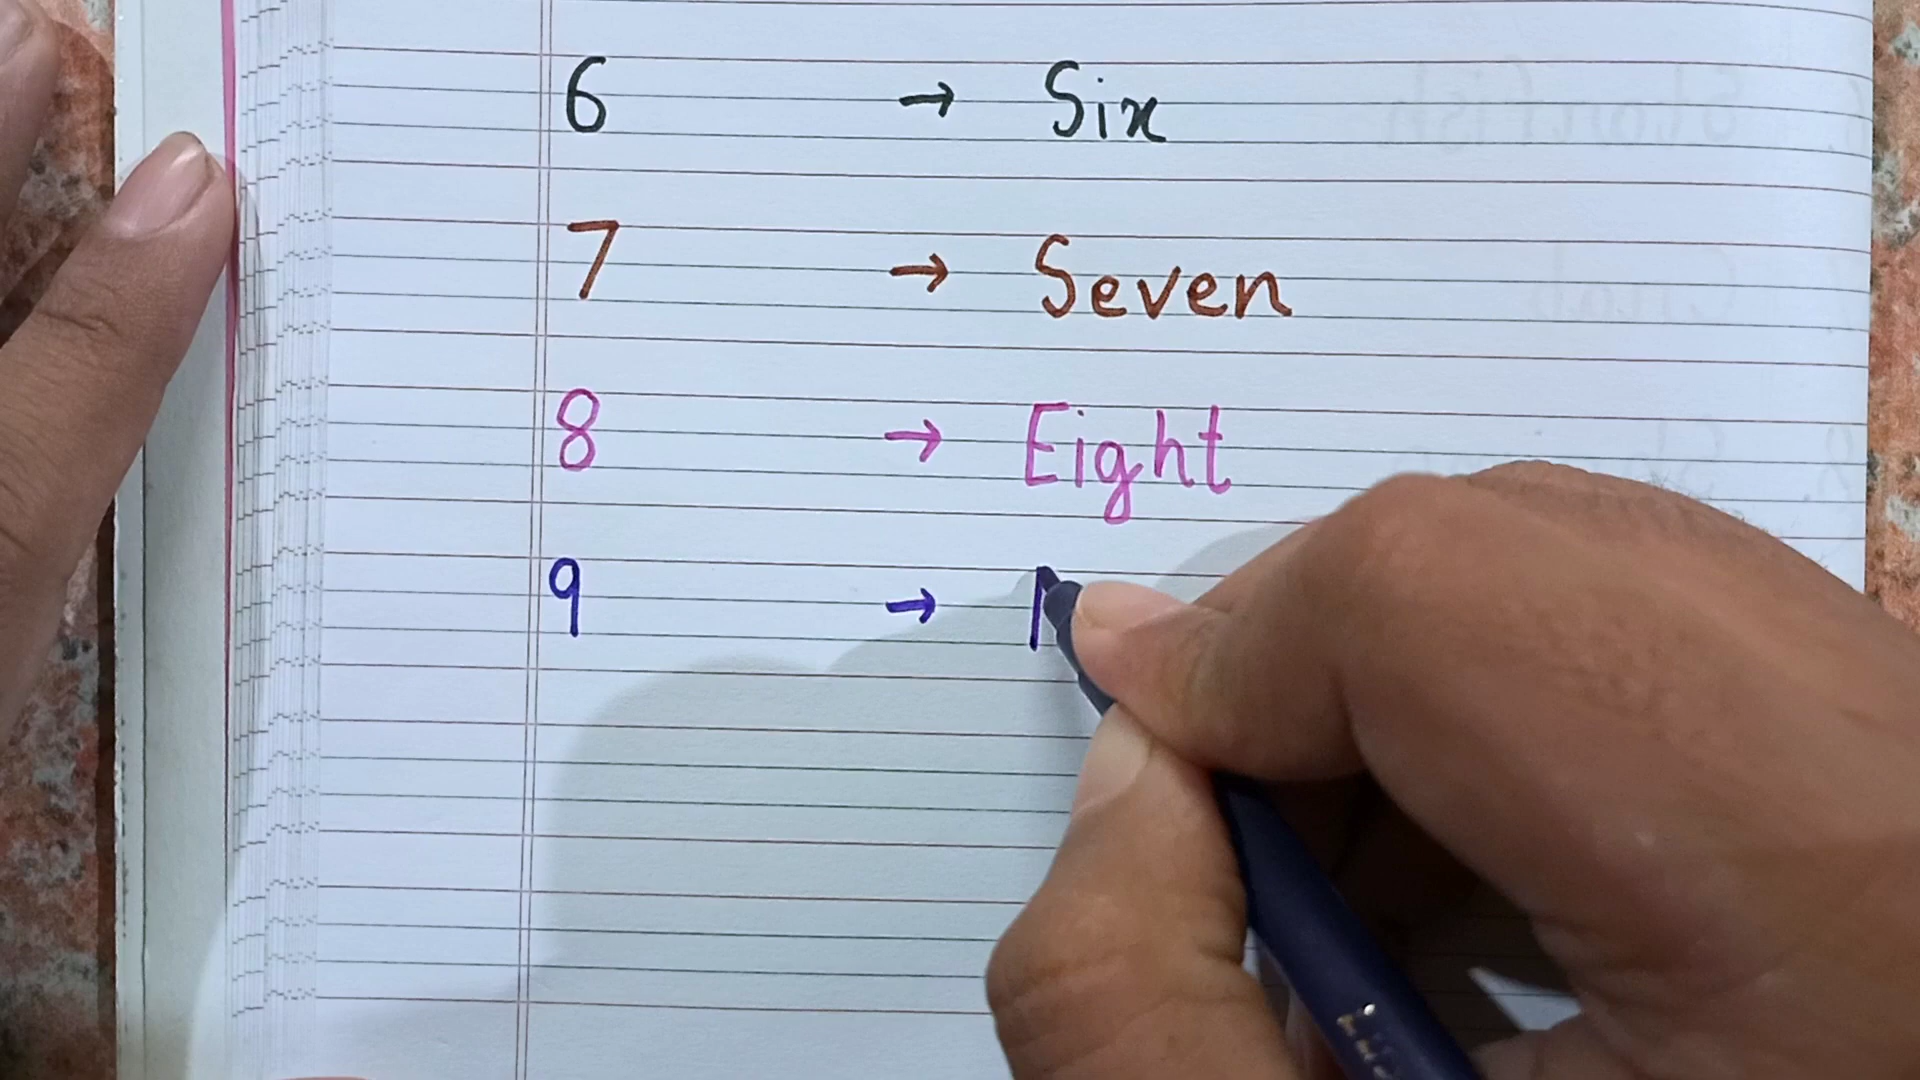 6 → Six
7 → Seven
8 → Eight
9 →